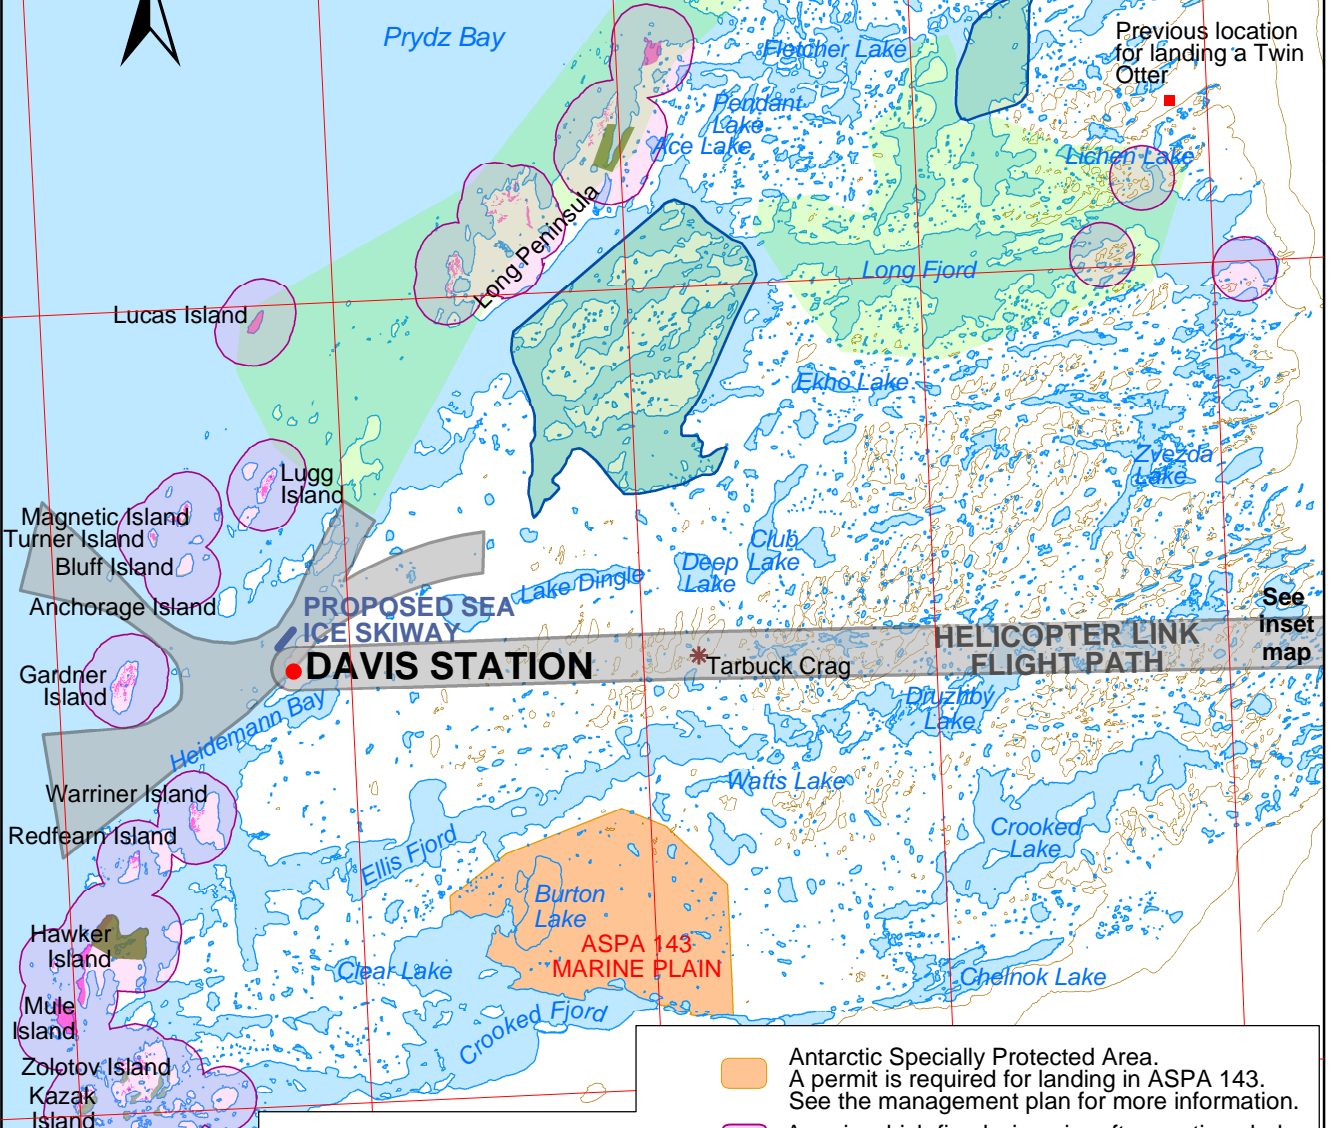 Prydz Bay
Fletcher Lake
Previous location
for landing a Twin
Otter
Pendant
Lake
Ace Lake
Lichen Lake
Long Peninsula
Long Fjord
Lucas Island
Ekho Lake
Zvezda
Lake
Lugg
Island
Magnetic Island
Turner Island
Bluff Island
Club
Lake
Deep
Lake
Lake Dingle
Anchorage Island
PROPOSED SEA
ICE SKIWAY
See
inset
map
HELICOPTER LINK
FLIGHT PATH
DAVIS STATION
Tarbuck Crag
Gardner
Island
Druzhby
Lake
Heidemann Bay
Watts Lake
Warriner Island
Redfearn Island
Crooked
Lake
Ellis Fjord
Burton
Lake
ASPA 143
MARINE PLAIN
Hawker
Island
Clear Lake
Chelnok Lake
Mule
Island
Crooked Fjord
Zolotov Island
Kazak
Island
Antarctic Specially Protected Area.
A permit is required for landing in ASPA 143.
See the management plan for more information.